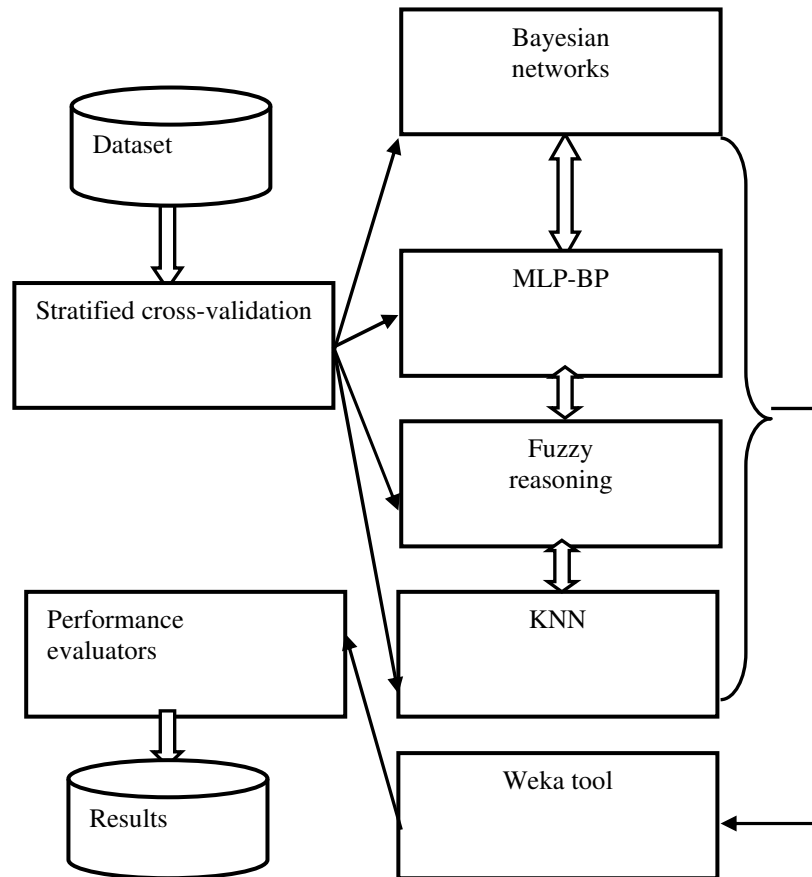 Dataset
Stratified cross-validation
Bayesian
networks
MLP-BP
Fuzzy
reasoning
KNN
Weka tool
Performance
evaluators
Results